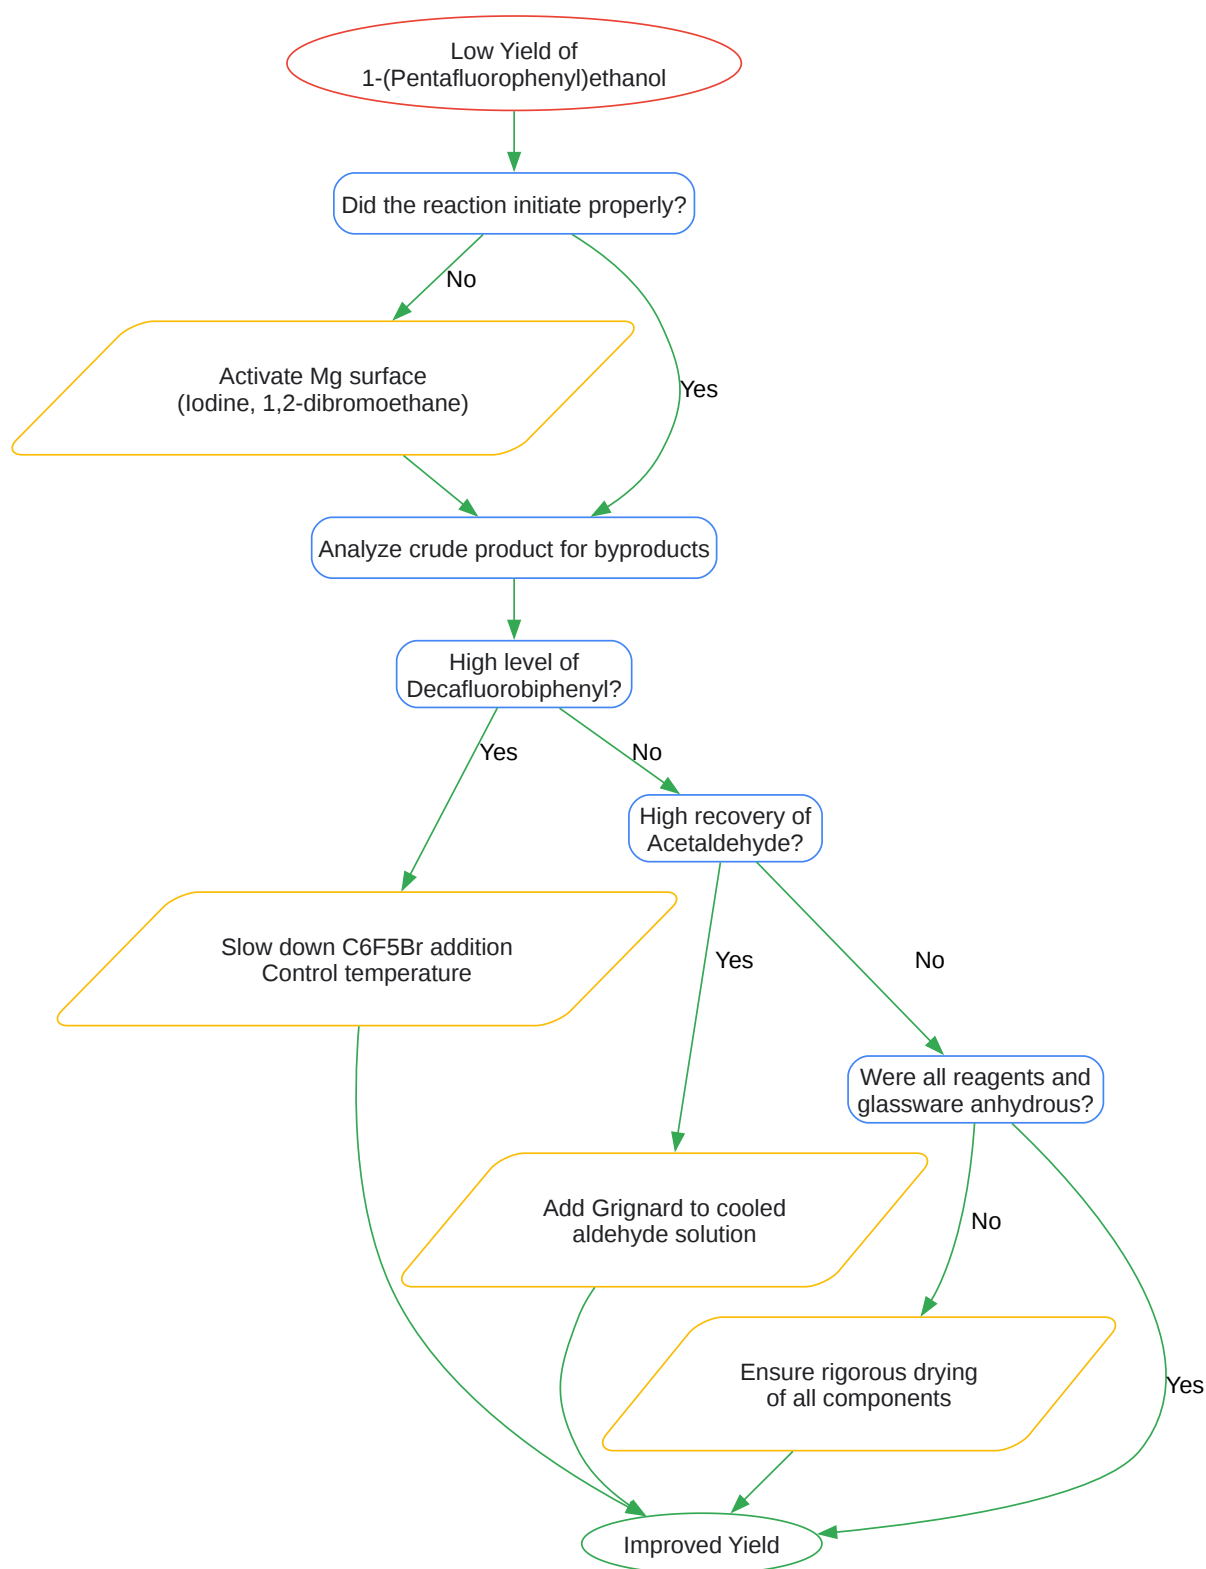 Low Yield of
1-(Pentafluorophenyl)ethanol
Did the reaction initiate properly?
No
Activate Mg surface
(Iodine, 1,2-dibromoethane)
Yes
Analyze crude product for byproducts
High level of
Decafluorobiphenyl?
Yes
No
High recovery of
Acetaldehyde?
Slow down C6F5Br addition
Control temperature
Yes
No
Were all reagents and
glassware anhydrous?
Add Grignard to cooled
aldehyde solution
No
Ensure rigorous drying
of all components
Yes
Improved Yield